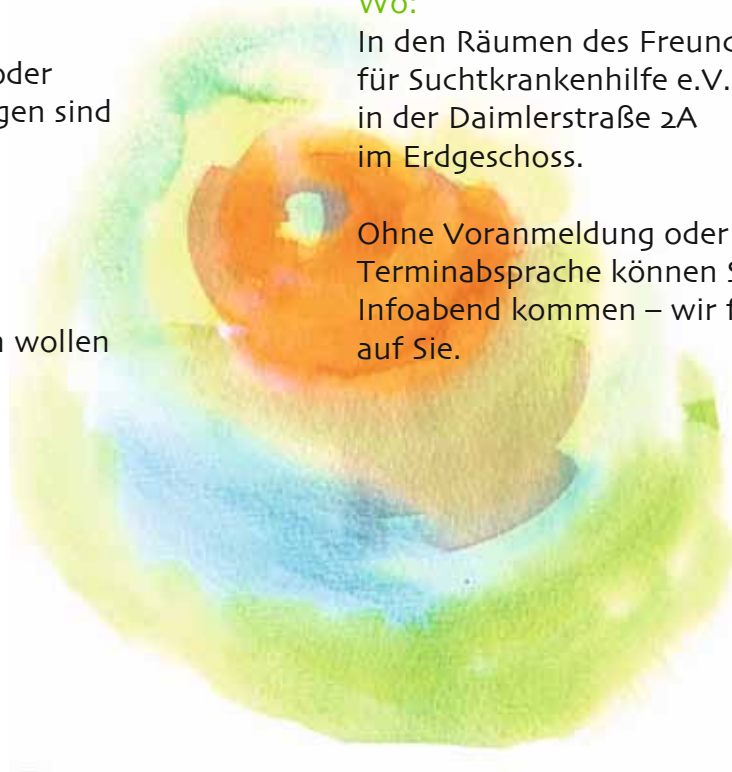 oder
gen sind
n wollen
Wo:
In den Räumen des Freund
für Suchtkrankenhilfe e.V.
in der Daimlerstraße 2A
im Erdgeschoss.
Ohne Voranmeldung oder
Terminabsprache können S
Infoabend kommen – wir f
auf Sie.